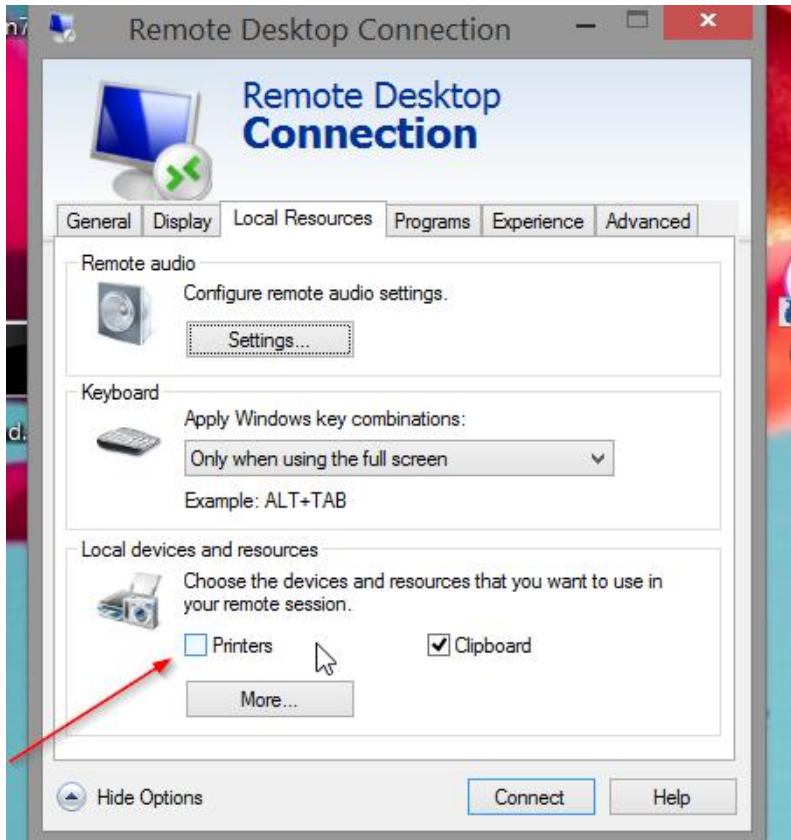 Remote Desktop Connection
Remote Desktop
Connection
General Display Local Resources Programs Experience Advanced
Remote audio
Configure remote audio settings.
Settings...
Keyboard
Apply Windows key combinations:
Only when using the full screen
Example: ALT+TAB
Local devices and resources
Choose the devices and resources that you want to use in
your remote session.
Printers Clipboard
More...
Hide Options Connect Help